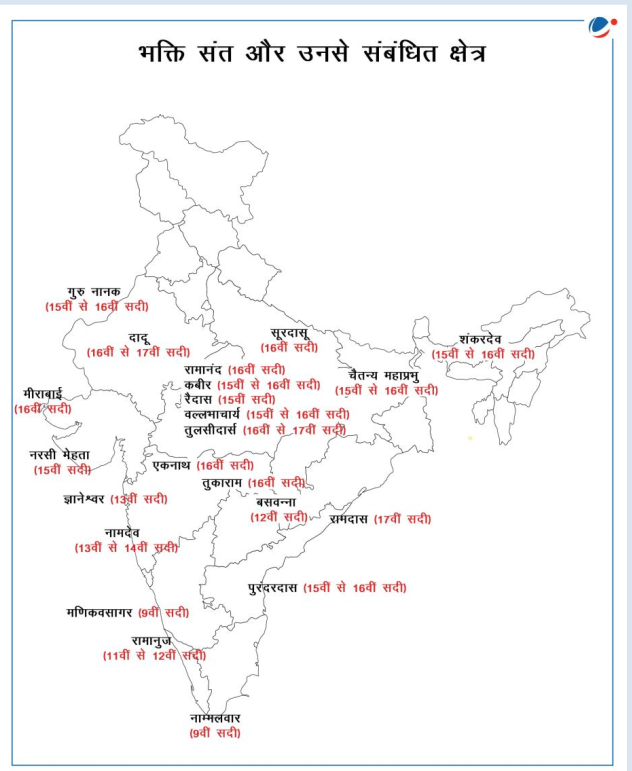 भक्ति संत और उनसे संबंधित क्षेत्र
गुरु नानक
(15वीं से 16वीं सदी)
दादू
(16वीं से 17वीं सदी)
सूरदासू
(16वीं सदी)
शंकरदेव
(15वीं से 16वीं सदी)
रामानंद (16वीं सदी)
कबीर (15वीं से 16वीं सदी)
रैदास (15वीं सदी)
वल्लभाचार्य (15वीं से 16वीं सदी)
तुलसीदार्स (16वीं से 17वीं सदी)
चैतन्य महाप्रभु
(15वीं से 16वीं सदी)
मीराबाई
(16वीं सदी)
नरसी मेहता
(15वीं सदी)
एकनाथ (16वीं सदी)
तुकाराम (16वीं सदी)
ज्ञानेश्वर (13वीं सदी)
बसवन्ना
(12वीं सदी)
रामदास (17वीं सदी)
नामदेव
(13वीं से 14वीं सदी)
पुरंदरदास (15वीं से 16वीं सदी)
मणिकवसागर (9वीं सदी)
रामानुज
(11वीं से 12वीं सदी)
नाम्मलवार
(9वीं सदी)